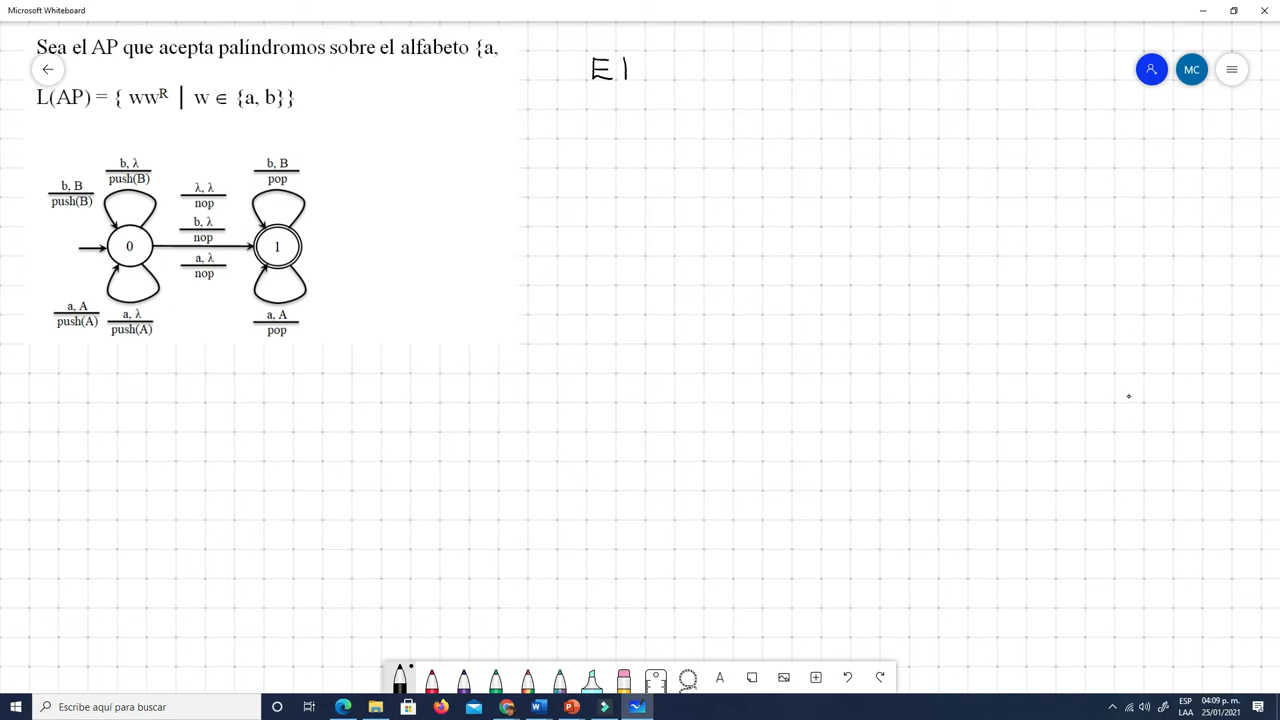 Microsoft Whiteboard
Sea el AP que acepta palíndromos sobre el alfabeto {a,
L(AP) = { wwᴿ | w ∈ {a, b}}
E1
MC
b, λ
push(B)
b, B
push(B)
λ, λ
nop
b, λ
nop
a, λ
nop
b, B
pop
0
1
a, A
push(A)
a, λ
push(A)
a, A
pop
A
Escribe aquí para buscar
ESP
LAA
04:09 p. m.
25/01/2021